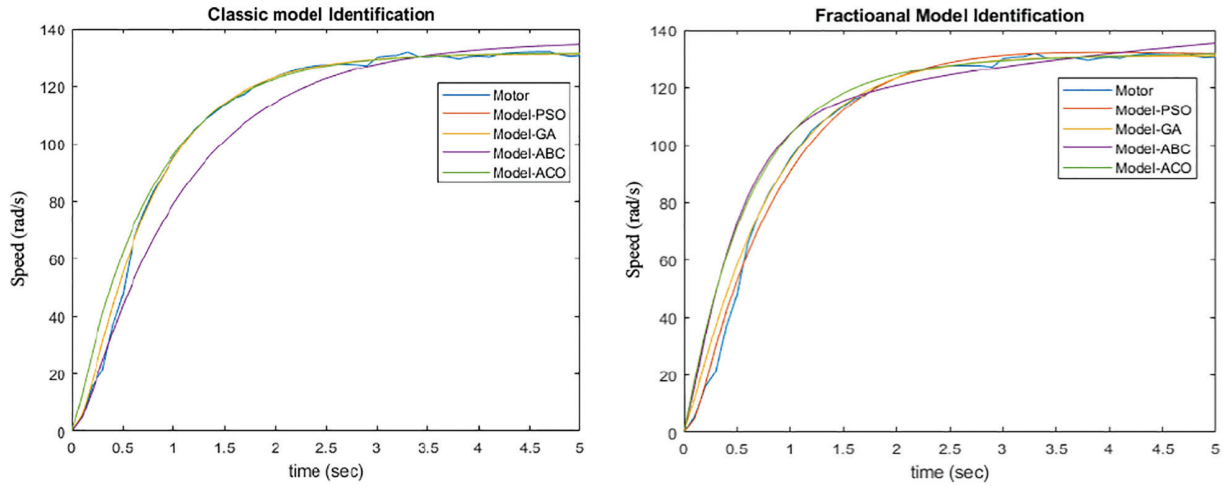 Classic model Identification
140
120
100
80
60
40
20
0
Speed (rad/s)
Motor
Model-PSO
Model-GA
Model-ABC
Model-ACO
0 0.5 1 1.5 2 2.5 3 3.5 4 4.5 5
time (sec)
Fractioanal Model Identification
140
120
100
80
60
40
20
0
Speed (rad/s)
Motor
Model-PSO
Model-GA
Model-ABC
Model-ACO
0 0.5 1 1.5 2 2.5 3 3.5 4 4.5 5
time (sec)